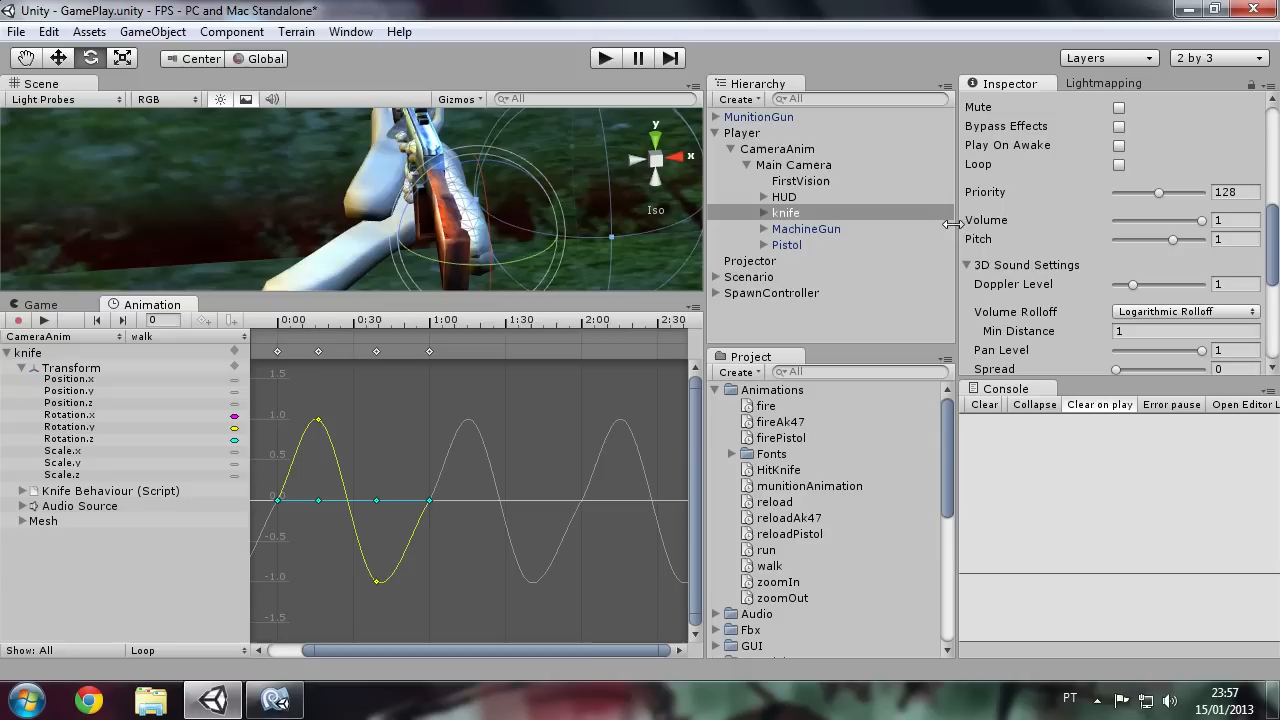 Unity - GamePlay.unity - FPS - PC and Mac Standalone*
File Edit Assets GameObject Component Terrain Window Help
Center Global Layers 2 by 3
Scene
Light Probes RGB Gizmos All
y
x
Iso
Game Animation
0 0:00 0:30 1:00 1:30 2:00 2:30
CameraAnim walk
knife
Transform
Position.x
Position.y
Position.z
Rotation.x
Rotation.y
Rotation.z
Scale.x
Scale.y
Scale.z
Knife Behaviour (Script)
Audio Source
Mesh
1.5
1.0
0.5
0.0
-0.5
-1.0
-1.5
Show: All Loop
Hierarchy
Create All
MunitionGun
Player
CameraAnim
Main Camera
FirstVision
HUD
knife
MachineGun
Pistol
Projector
Scenario
SpawnController
Project
Create All
Animations
fire
fireAk47
firePistol
Fonts
HitKnife
munitionAnimation
reload
reloadAk47
reloadPistol
run
walk
zoomIn
zoomOut
Audio
Fbx
GUI
Inspector Lightmapping
Mute
Bypass Effects
Play On Awake
Loop
Priority 128
Volume 1
Pitch 1
3D Sound Settings
Doppler Level 1
Volume Rolloff Logarithmic Rolloff
Min Distance 1
Pan Level 1
Spread 0
Console
Clear Collapse Clear on play Error pause Open Editor L
PT 23:57
15/01/2013